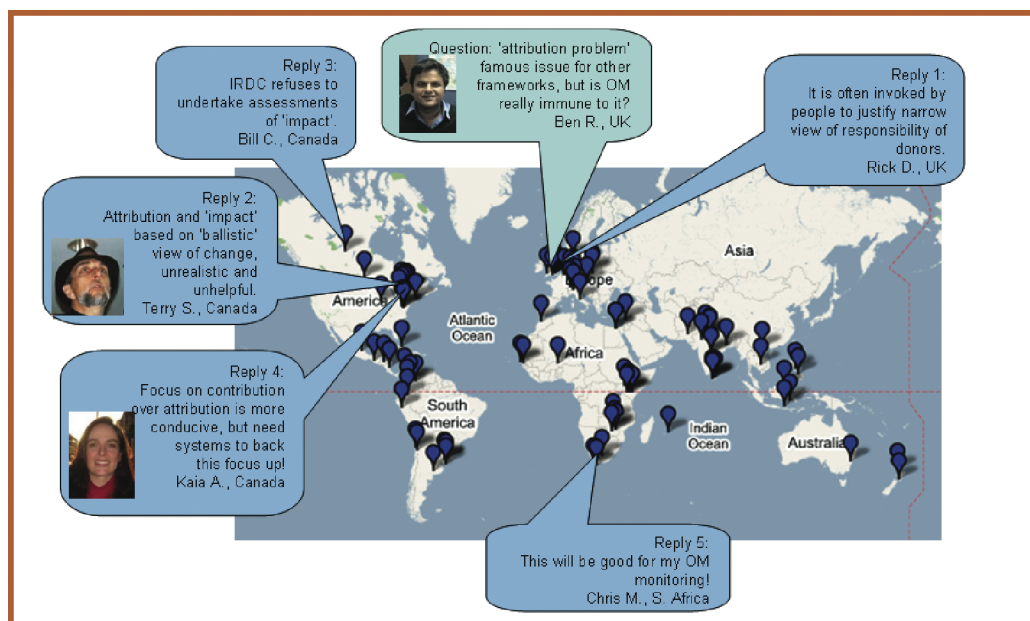 Question: 'attribution problem'
famous issue for other
frameworks, but is OM
really immune to it?
Ben R., UK
Reply 1:
It is often invoked by
people to justify narrow
view of responsibility of
donors.
Rick D., UK
Reply 3:
IRDC refuses to
undertake assessments
of 'impact'.
Bill C., Canada
Reply 2:
Attribution and 'impact'
based on 'ballistic'
view of change,
unrealistic and
unhelpful.
Terry S., Canada
Reply 4:
Focus on contribution
over attribution is more
conducive, but need
systems to back
this focus up!
Kaia A., Canada
Reply 5:
This will be good for my OM
monitoring!
Chris M., S. Africa
America
Atlantic
Ocean
Europe
Asia
Africa
South
America
Indian
Ocean
Australia